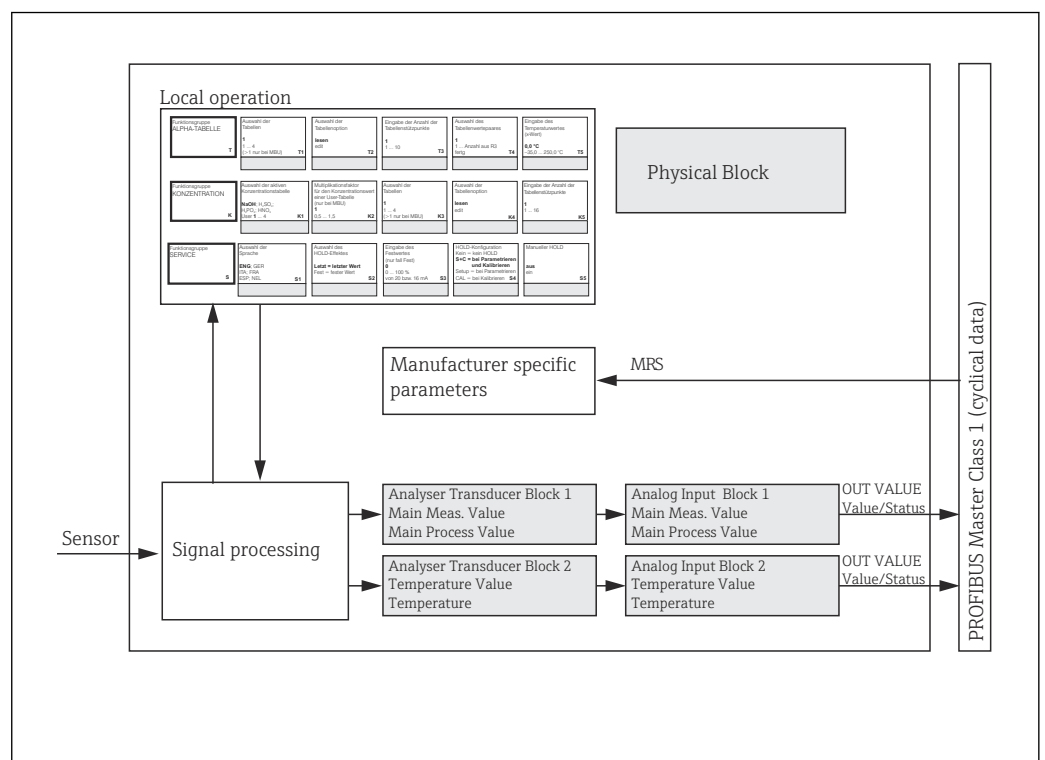 Local operation
Funktionsgruppe
ALPHA-TABELLE
T
Auswahl der
Tabellen
1
1 ... 4
(>1 nur bei MBU) T1
Auswahl der
Tabellenoption
lesen
edit
T2
Eingabe der Anzahl der
Tabellenstützpunkte
1
1 ... 10
T3
Auswahl des
Tabellenwertepaares
1
1 ... Anzahl aus R3
fertig T4
Eingabe des
Temperaturwertes
(xWert)
0,0 °C
–35,0 ... 250,0 °C T5
Funktionsgruppe
KONZENTRATION
K
Auswahl der aktiven
Konzentrationstabelle
NaOH; H₂SO₄;
H₃PO₄; HNO₃
User 1 ... 4 K1
Multiplikationsfaktor
für den Konzentrationswert
einer User-Tabelle
(nur bei MBU)
1
0,5 ... 1,5 K2
Auswahl der
Tabellen
1
1 ... 4
(>1 nur bei MBU) K3
Auswahl der
Tabellenoption
lesen
edit
K4
Eingabe der Anzahl der
Tabellenstützpunkte
1
1 ... 16
K5
Funktionsgruppe
SERVICE
S
Auswahl der
Sprache
ENG; GER
ITA; FRA
ESP; NEL S1
Auswahl des
HOLD-Effektes
Letzt = letzter Wert
Fest = fester Wert
S2
Eingabe des
Festwertes
(nur fall Fest)
0
0 ... 100 %
von 20 bzw. 16 mA S3
HOLD-Konfiguration
Kein = kein HOLD
S+C = bei Parametrieren
und Kalibrieren
Setup = bei Parametrieren
CAL = bei Kalibrieren S4
Manueller HOLD
aus
ein
S5
Physical Block
Manufacturer specific
parameters
MRS
Sensor
Signal processing
Analyser Transducer Block 1
Main Meas. Value
Main Process Value
Analog Input Block 1
Main Meas. Value
Main Process Value
OUT VALUE
Value/Status
Analyser Transducer Block 2
Temperature Value
Temperature
Analog Input Block 2
Temperature Value
Temperature
OUT VALUE
Value/Status
PROFIBUS Master Class 1 (cyclical data)